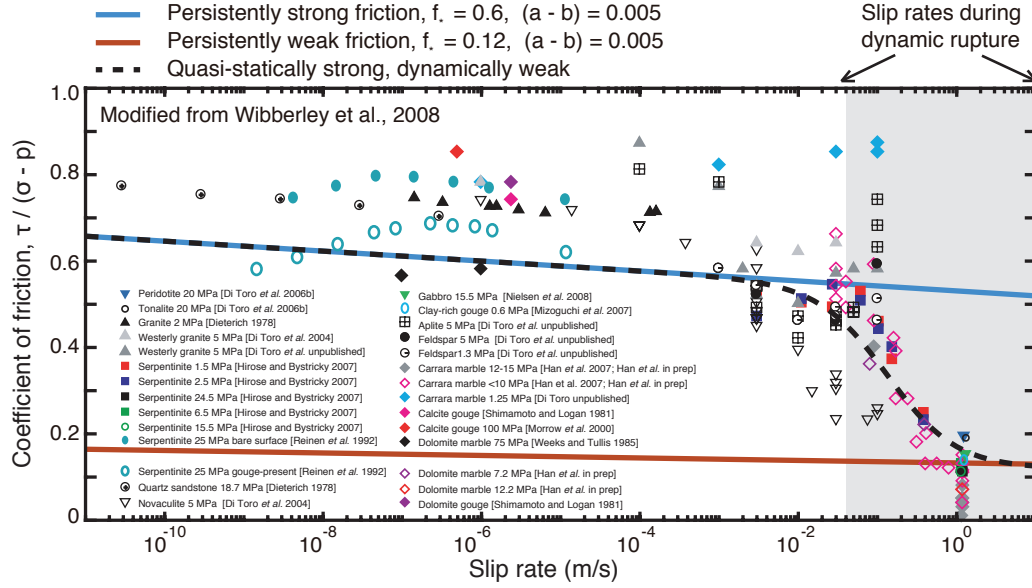 Persistently strong friction, f* = 0.6, (a - b) = 0.005
Persistently weak friction, f* = 0.12, (a - b) = 0.005
Quasi-statically strong, dynamically weak
Slip rates during
dynamic rupture
Modified from Wibberley et al., 2008
Coefficient of friction, τ / (σ - p)
1.0
0.8
0.6
0.4
0.2
0
Peridotite 20 MPa [Di Toro et al. 2006b]
Tonalite 20 MPa [Di Toro et al. 2006b]
Granite 2 MPa [Dieterich 1978]
Westerly granite 5 MPa [Di Toro et al. 2004]
Westerly granite 5 MPa [Di Toro et al. unpublished]
Serpentinite 1.5 MPa [Hirose and Bystricky 2007]
Serpentinite 2.5 MPa [Hirose and Bystricky 2007]
Serpentinite 24.5 MPa [Hirose and Bystricky 2007]
Serpentinite 6.5 MPa [Hirose and Bystricky 2007]
Serpentinite 15.5 MPa [Hirose and Bystricky 2007]
Serpentinite 25 MPa bare surface [Reinen et al. 1992]
Serpentinite 25 MPa gouge-present [Reinen et al. 1992]
Quartz sandstone 18.7 MPa [Dieterich 1978]
Novaculite 5 MPa [Di Toro et al. 2004]
Gabbro 15.5 MPa [Nielsen et al. 2008]
Clay-rich gouge 0.6 MPa [Mizoguchi et al. 2007]
Aplite 5 MPa [Di Toro et al. unpublished]
Feldspar 5 MPa [Di Toro et al. unpublished]
Feldspar1.3 MPa [Di Toro et al. unpublished]
Carrara marble 12-15 MPa [Han et al. 2007; Han et al. in prep]
Carrara marble <10 MPa [Han et al. 2007; Han et al. in prep]
Carrara marble 1.25 MPa [Di Toro unpublished]
Calcite gouge [Shimamoto and Logan 1981]
Calcite gouge 100 MPa [Morrow et al. 2000]
Dolomite marble 75 MPa [Weeks and Tullis 1985]
Dolomite marble 7.2 MPa [Han et al. in prep]
Dolomite marble 12.2 MPa [Han et al. in prep]
Dolomite gouge [Shimamoto and Logan 1981]
10^-10
10^-8
10^-6
10^-4
10^-2
10^0
Slip rate (m/s)